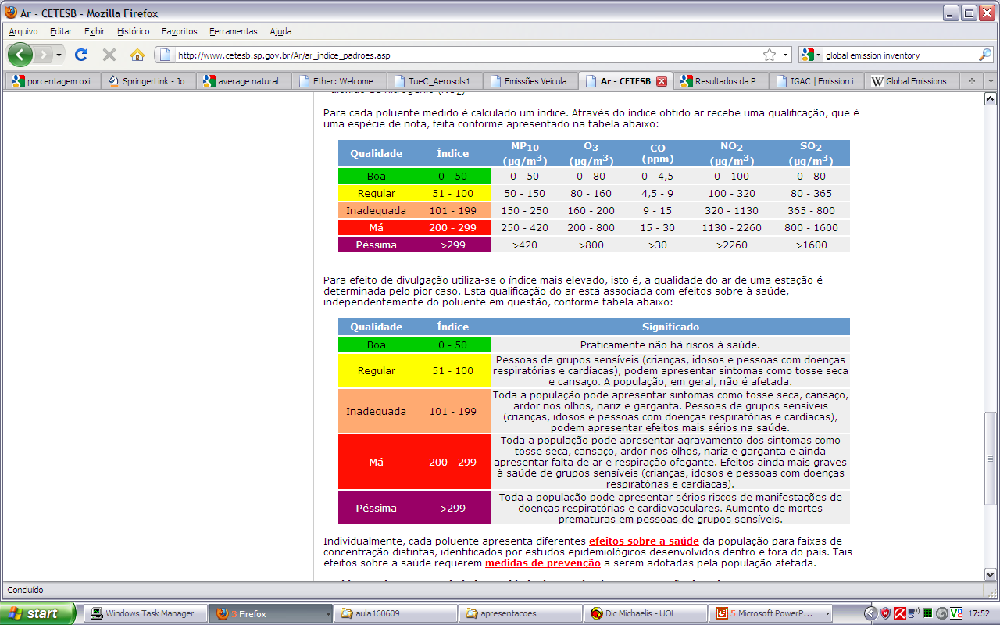 Ar - CETESB - Mozilla Firefox
Arquivo Editar Exibir Histórico Favoritos Ferramentas Ajuda
http://www.cetesb.sp.gov.br/Ar/ar_indice_padroes.asp global emission inventory
porcentagem oxi... SpringerLink - Jo... average natural ... Ether: Welcome TueC_Aerosols1... Emissões Veicula... Ar - CETESB Resultados da P... IGAC | Emission i... Global Emissions ...
Para cada poluente medido é calculado um índice. Através do índice obtido ar recebe uma qualificação, que é
uma espécie de nota, feita conforme apresentado na tabela abaixo:
Qualidade Índice MP10 (µg/m3) O3 (µg/m3) CO (ppm) NO2 (µg/m3) SO2 (µg/m3)
Boa 0 - 50 0 - 50 0 - 80 0 - 4,5 0 - 100 0 - 80
Regular 51 - 100 50 - 150 80 - 160 4,5 - 9 100 - 320 80 - 365
Inadequada 101 - 199 150 - 250 160 - 200 9 - 15 320 - 1130 365 - 800
Má 200 - 299 250 - 420 200 - 800 15 - 30 1130 - 2260 800 - 1600
Péssima >299 >420 >800 >30 >2260 >1600
Para efeito de divulgação utiliza-se o índice mais elevado, isto é, a qualidade do ar de uma estação é
determinada pelo pior caso. Esta qualificação do ar está associada com efeitos sobre à saúde,
independentemente do poluente em questão, conforme tabela abaixo:
Qualidade Índice Significado
Boa 0 - 50 Praticamente não há riscos à saúde.
Regular 51 - 100 Pessoas de grupos sensíveis (crianças, idosos e pessoas com doenças
respiratórias e cardíacas), podem apresentar sintomas como tosse seca
e cansaço. A população, em geral, não é afetada.
Inadequada 101 - 199 Toda a população pode apresentar sintomas como tosse seca, cansaço,
ardor nos olhos, nariz e garganta. Pessoas de grupos sensíveis
(crianças, idosos e pessoas com doenças respiratórias e cardíacas),
podem apresentar efeitos mais sérios na saúde.
Má 200 - 299 Toda a população pode apresentar agravamento dos sintomas como
tosse seca, cansaço, ardor nos olhos, nariz e garganta e ainda
apresentar falta de ar e respiração ofegante. Efeitos ainda mais graves
à saúde de grupos sensíveis (crianças, idosos e pessoas com doenças
respiratórias e cardíacas).
Péssima >299 Toda a população pode apresentar sérios riscos de manifestações de
doenças respiratórias e cardiovasculares. Aumento de mortes
prematuras em pessoas de grupos sensíveis.
Individualmente, cada poluente apresenta diferentes efeitos sobre a saúde da população para faixas de
concentração distintas, identificados por estudos epidemiológicos desenvolvidos dentro e fora do país. Tais
efeitos sobre a saúde requerem medidas de prevenção a serem adotadas pela população afetada.
Concluído
start Windows Task Manager 3 Firefox aula160609 apresentacoes Dic Michaelis - UOL 5 Microsoft PowerP... 17:52